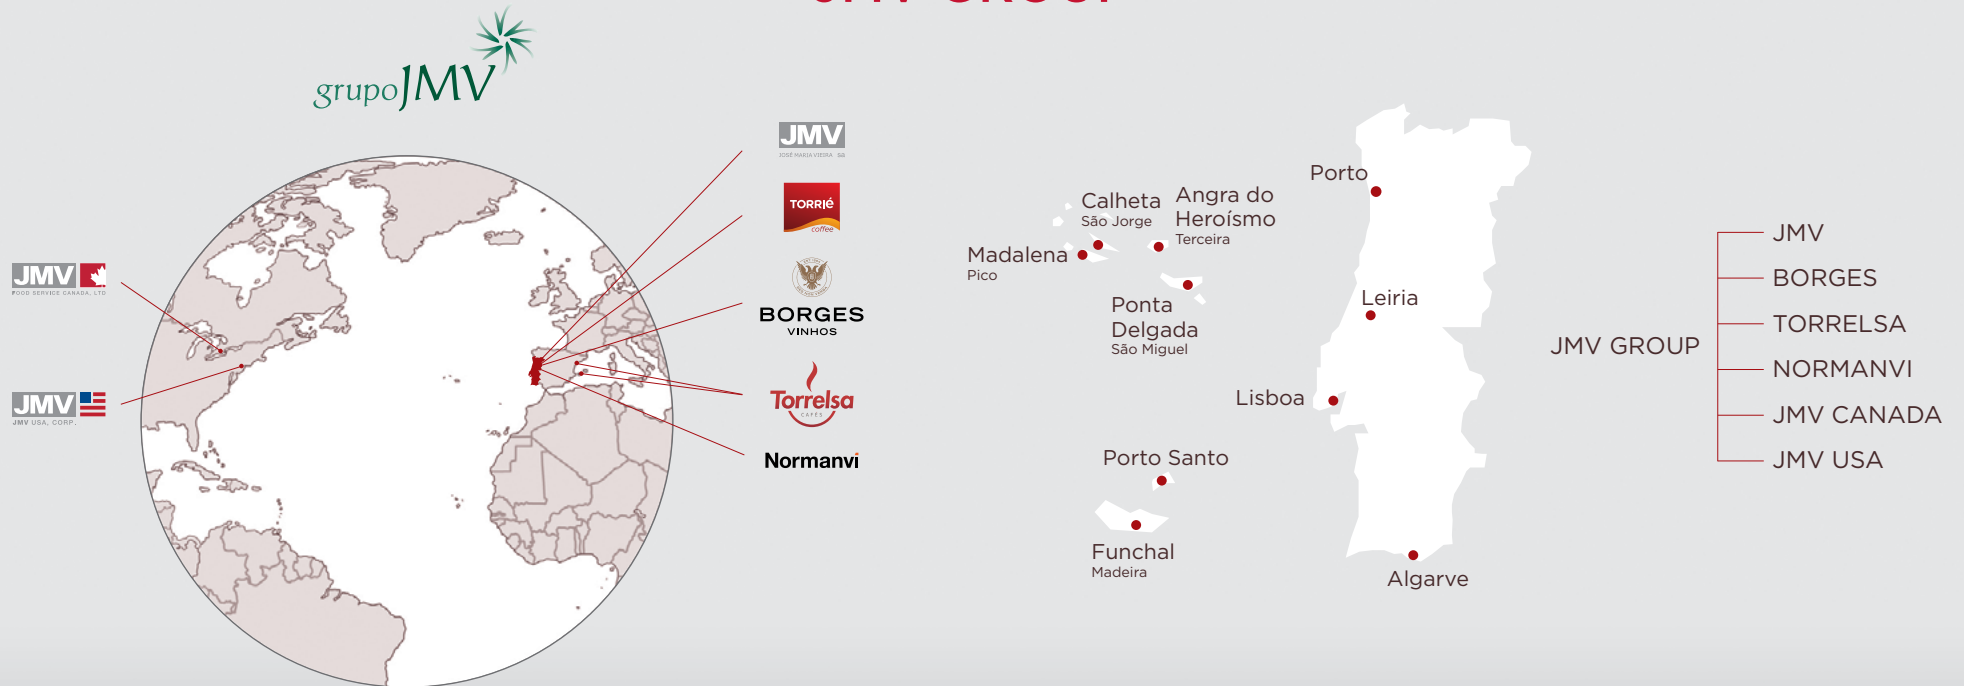 JMV GROUP
grupoJMV
JMV
FOOD SERVICE CANADA, LTD
JMV
JMV USA, CORP.
JMV
JOSÉ MARIA VIEIRA · SA
TORRIÉ
coffee
BORGES
VINHOS
Torrelsa
CAFÉS
Normanvi
Calheta
São Jorge
Angra do
Heroísmo
Terceira
Madalena
Pico
Ponta
Delgada
São Miguel
Porto Santo
Funchal
Madeira
Porto
Leiria
Lisboa
Algarve
JMV GROUP
JMV
BORGES
TORRELSA
NORMANVI
JMV CANADA
JMV USA